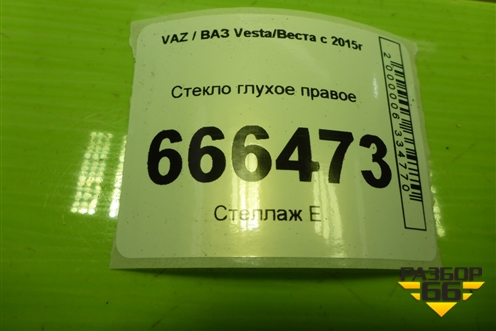 VAZ / ВАЗ Vesta/Веста с 2015г
Стекло глухое правое
666473
Стеллаж Е
2000006334770
РАЗБОР
66